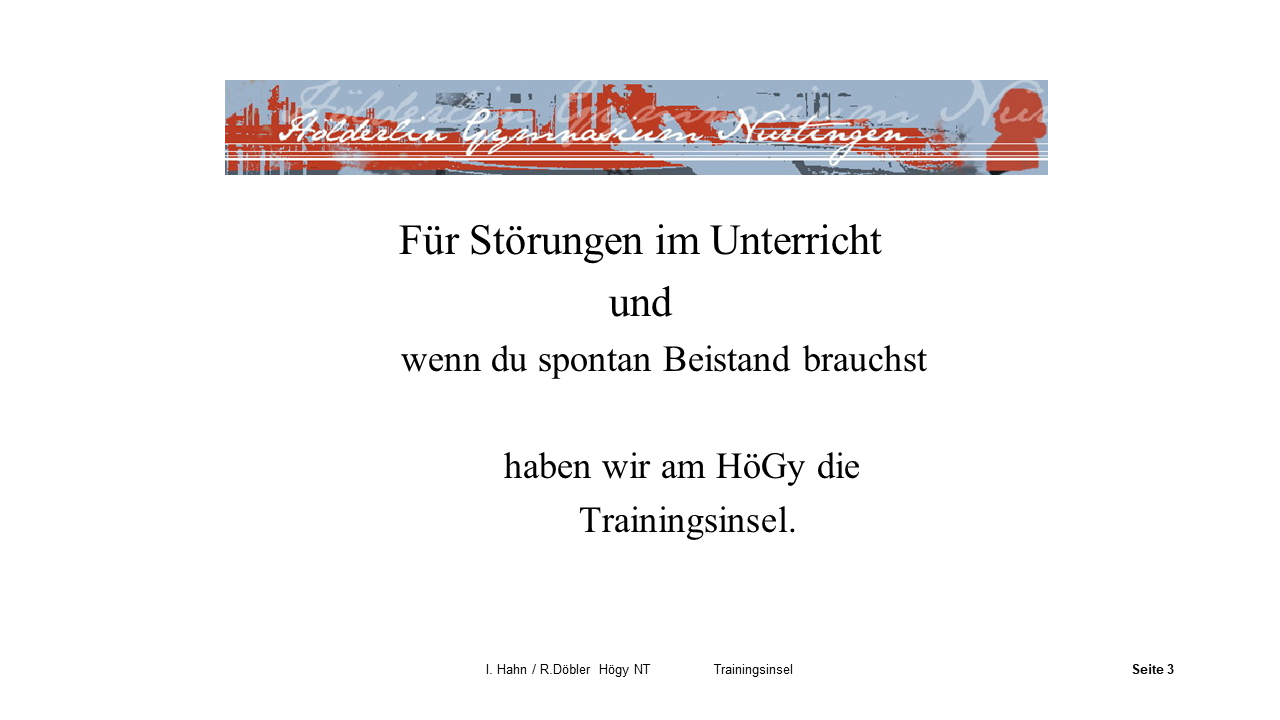 Hölderlin Gymnasium Nürtingen
Für Störungen im Unterricht
und
wenn du spontan Beistand brauchst
haben wir am HöGy die
Trainingsinsel.
I. Hahn / R.Döbler Högy NT Trainingsinsel Seite 3